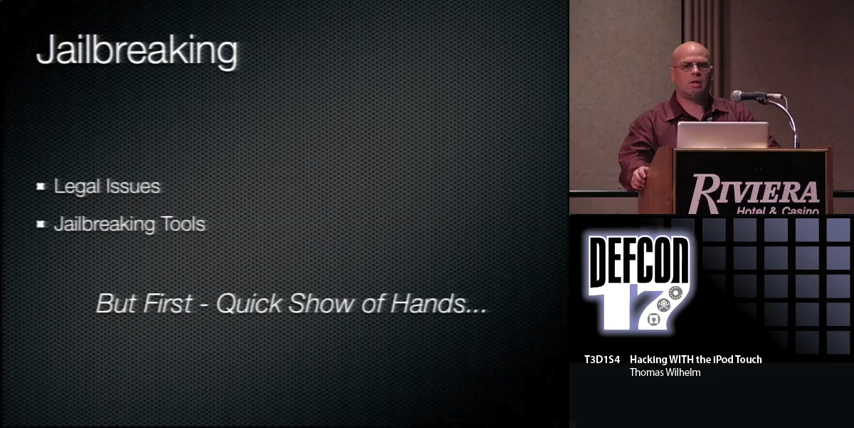 Jailbreaking
Legal Issues
Jailbreaking Tools
But First - Quick Show of Hands...
RIVIERA
Hotel & Casino
DEFCON
17
T3D1S4 Hacking WITH the iPod Touch
Thomas Wilhelm